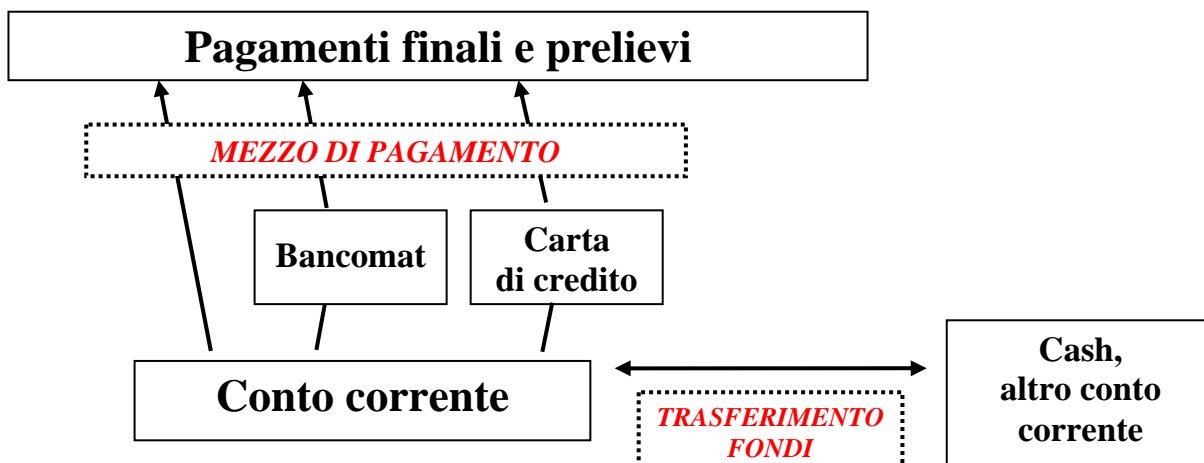 Pagamenti finali e prelievi
MEZZO DI PAGAMENTO
Bancomat
Carta
di credito
Conto corrente
TRASFERIMENTO
FONDI
Cash,
altro conto
corrente